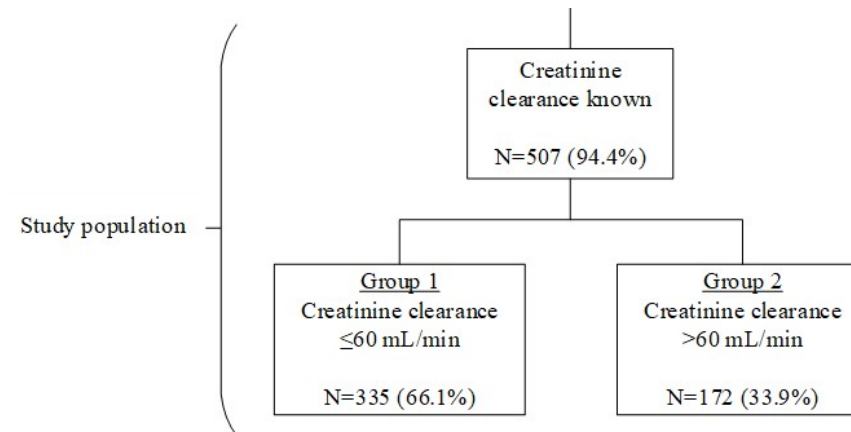 Creatinine
clearance known
N=507 (94.4%)
Study population
Group 1
Creatinine clearance
≤60 mL/min
N=335 (66.1%)
Group 2
Creatinine clearance
>60 mL/min
N=172 (33.9%)